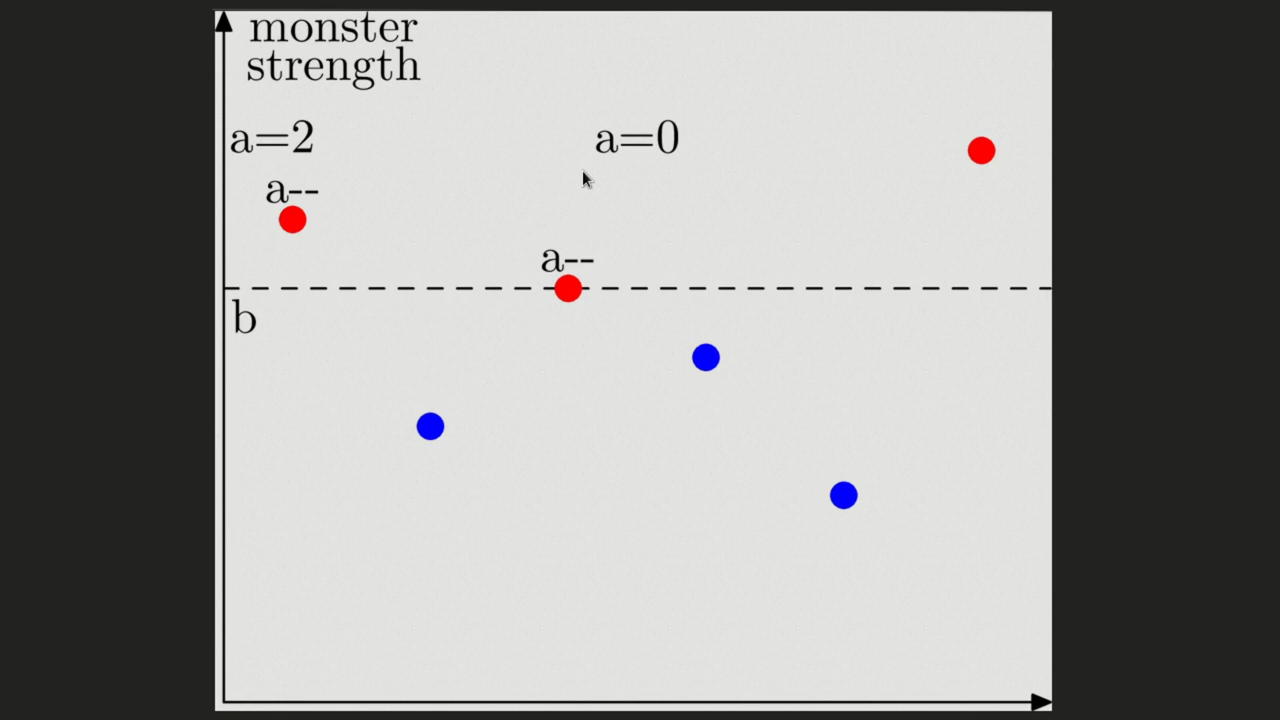 monster
strength
a=2
a=0
a--
a--
b